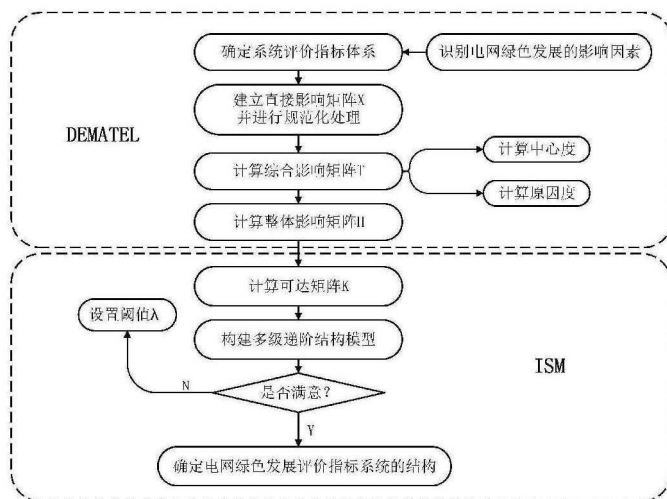 确定系统评价指标体系
识别电网绿色发展的影响因素
建立直接影响矩阵X
并进行规范化处理
DEMATEL
计算综合影响矩阵T
计算中心度
计算原因度
计算整体影响矩阵H
计算可达矩阵K
设置阈值λ
构建多级递阶结构模型
ISM
是否满意？
N
Y
确定电网绿色发展评价指标系统的结构